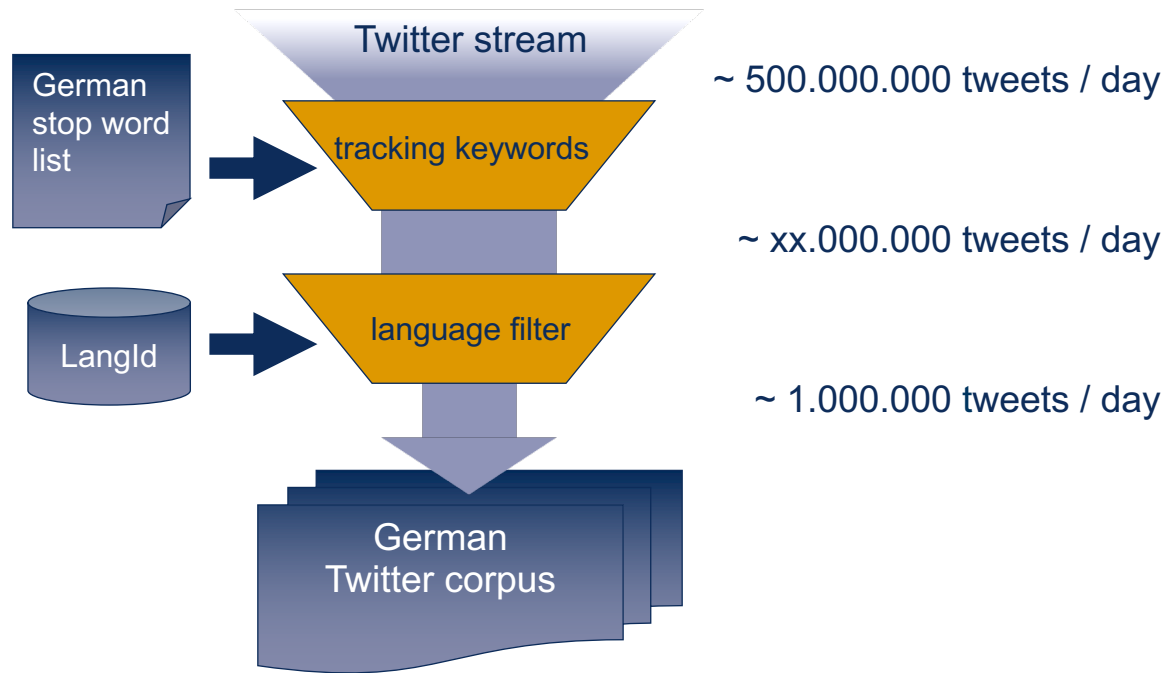 Twitter stream
~ 500.000.000 tweets / day
German
stop word
list
tracking keywords
~ xx.000.000 tweets / day
LangId
language filter
~ 1.000.000 tweets / day
German
Twitter corpus